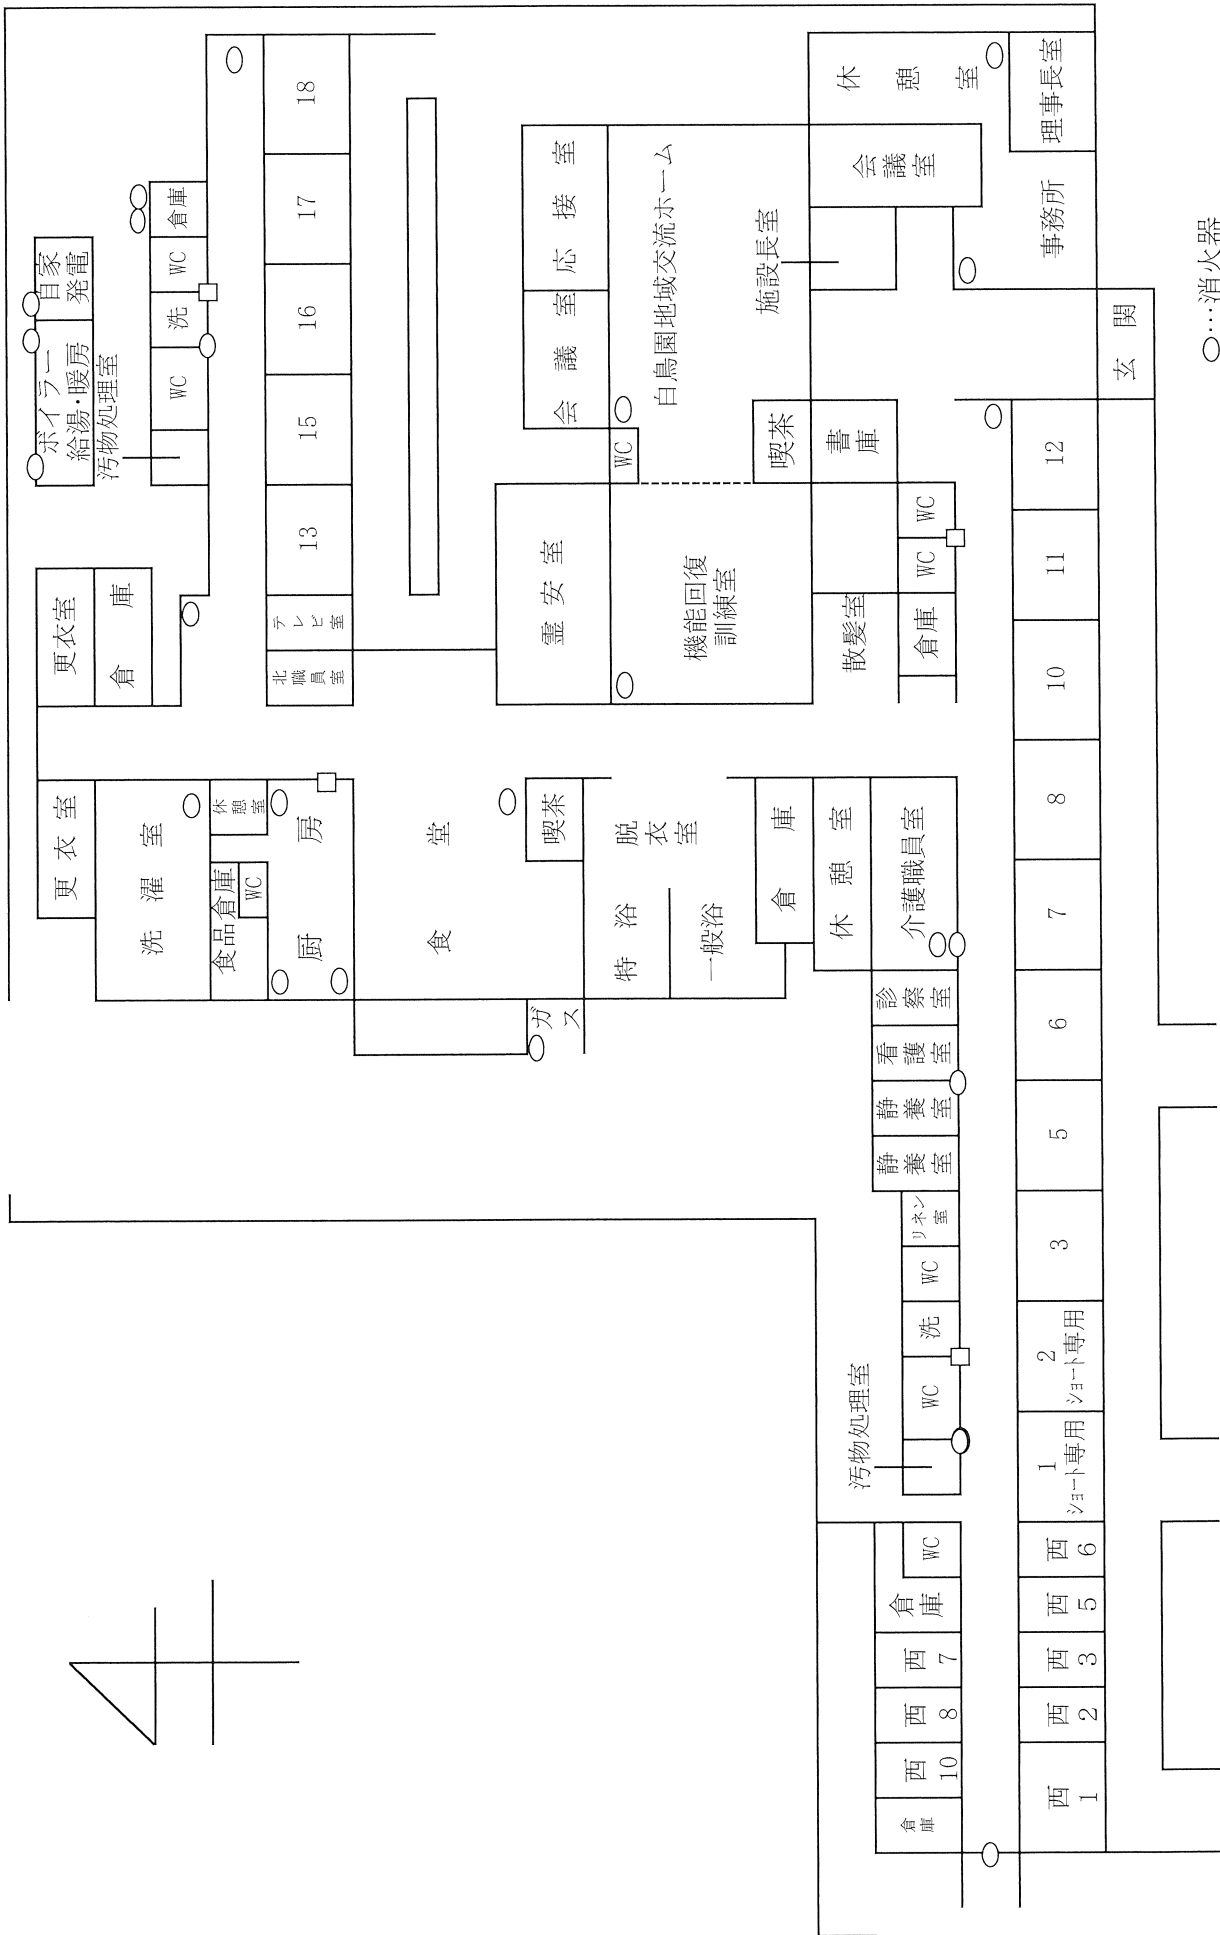 更衣室
自家
発電
ボイラー
給湯・暖房
汚物処理室
WC
洗
WC
倉庫
更衣室
倉庫
洗濯室
休憩室
食品倉庫
WC
厨房
北職員室
テレビ室
13
15
16
17
18
食堂
喫茶
ガス
霊安室
会議室
応接室
WC
脱衣室
特浴
一般浴
機能回復
訓練室
白鳥園地域交流ホーム
喫茶
施設長室
倉庫
休憩室
散髪室
書庫
会議室
休憩室
介護職員室
倉庫
WC
WC
理事長室
事務所
玄関
汚物処理室
WC
洗
WC
リネン室
静養室
静養室
看護室
診察室
倉庫
西10
西8
西7
倉庫
WC
西1
西2
西3
西5
西6
1
ショート専用
2
ショート専用
3
5
6
7
8
10
11
12
○…消火器